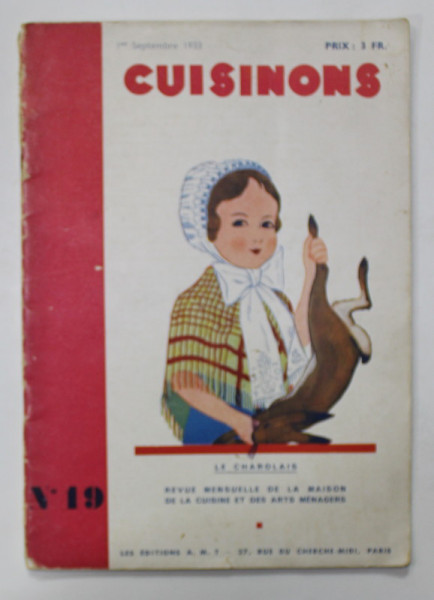 1er Septembre 1933
PRIX : 3 FR.
CUISINONS
LE CHAROLAIS
N° 19
REVUE MENSUELLE DE LA MAISON
DE LA CUISINE ET DES ARTS MÉNAGERS
LES ÉDITIONS A. M. T - 27, RUE DU CHERCHE-MIDI, PARIS